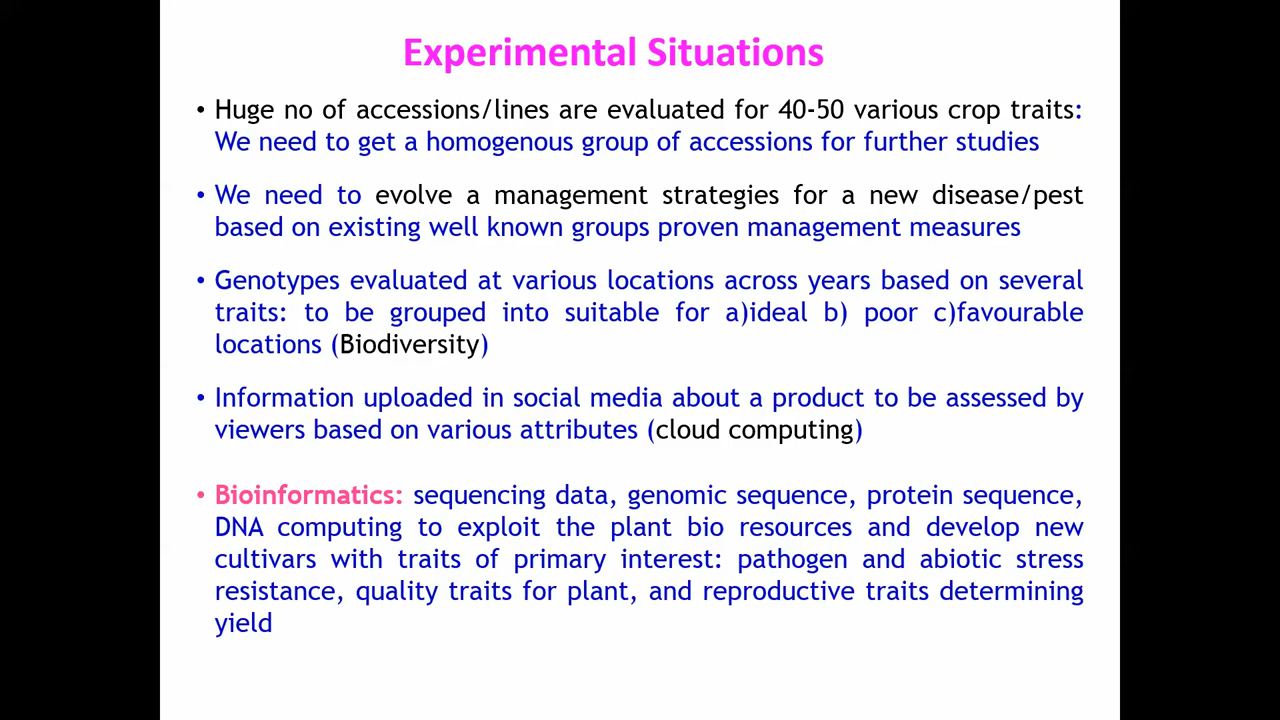 Experimental Situations
• Huge no of accessions/lines are evaluated for 40-50 various crop traits:
We need to get a homogenous group of accessions for further studies
• We need to evolve a management strategies for a new disease/pest
based on existing well known groups proven management measures
• Genotypes evaluated at various locations across years based on several
traits: to be grouped into suitable for a)ideal b) poor c)favourable
locations (Biodiversity)
• Information uploaded in social media about a product to be assessed by
viewers based on various attributes (cloud computing)
• Bioinformatics: sequencing data, genomic sequence, protein sequence,
DNA computing to exploit the plant bio resources and develop new
cultivars with traits of primary interest: pathogen and abiotic stress
resistance, quality traits for plant, and reproductive traits determining
yield